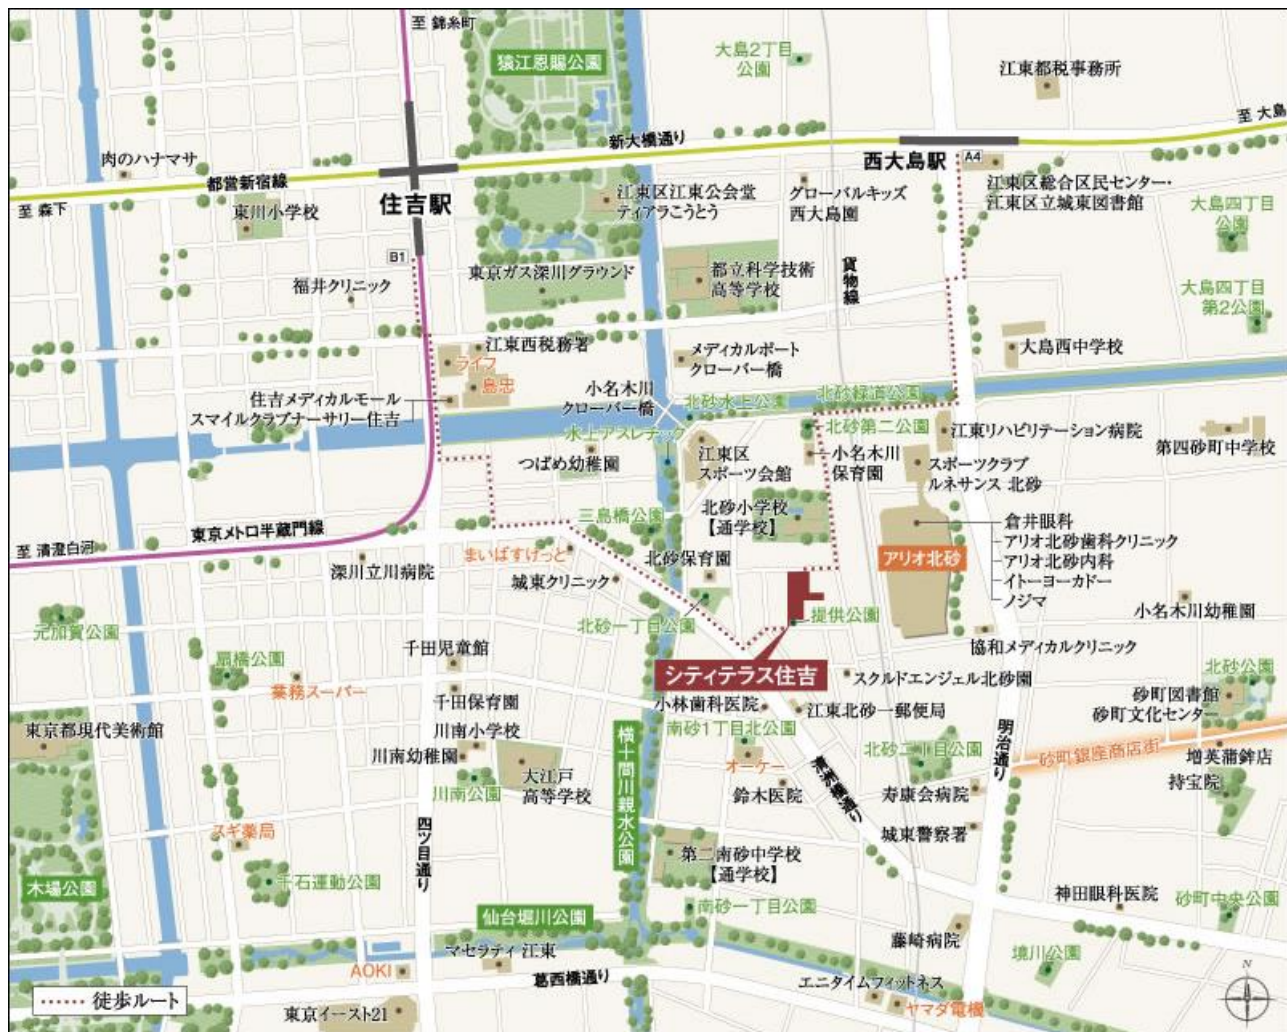 至 錦糸町
猿江恩賜公園
大島2丁目
公園
江東都税事務所
至 大島
新大橋通り
肉のハナマサ
都営新宿線
西大島駅
A4
至 森下
東川小学校
住吉駅
江東区江東公会堂
ティアラこうとう
グローバルキッズ
西大島園
江東区総合区民センター・
江東区立城東図書館
大島四丁目
公園
B1
東京ガス深川グラウンド
都立科学技術
高等学校
貨物線
福井クリニック
大島四丁目
第2公園
江東西税務署
ライフ
島忠
メディカルポート
クローバー橋
大島西中学校
住吉メディカルモール
スマイルクラブナーサリー住吉
小名木川
クローバー橋
北砂水上公園
北砂緑道公園
水上アスレチック
北砂第二公園
江東リハビリテーション病院
第四砂町中学校
つばめ幼稚園
江東区
スポーツ会館
小名木川
保育園
スポーツクラブ
ルネサンス 北砂
北砂小学校
【通学校】
三島橋公園
東京メトロ半蔵門線
至 清澄白河
まいばすけっと
深川立川病院
城東クリニック
北砂保育園
アリオ北砂
倉井眼科
アリオ北砂歯科クリニック
アリオ北砂内科
イトーヨーカドー
ノジマ
小名木川幼稚園
元加賀公園
北砂一丁目公園
提供公園
協和メディカルクリニック
千田児童館
扇橋公園
業務スーパー
シティテラス住吉
スクルドエンジェル北砂園
北砂公園
千田保育園
小林歯科医院
江東北砂一郵便局
砂町図書館
砂町文化センター
東京都現代美術館
川南小学校
川南幼稚園
南砂1丁目北公園
北砂二丁目公園
明治通り
砂町銀座商店街
増英蒲鉾店
横十間川親水公園
オーケー
東洲橋通り
大江戸
高等学校
川南公園
鈴木医院
寿康会病院
持宝院
スギ薬局
四ツ目通り
城東警察署
第二南砂中学校
【通学校】
木場公園
千石運動公園
神田眼科医院
砂町中央公園
仙台堀川公園
南砂一丁目公園
藤崎病院
境川公園
マセラティ 江東
AOKI
葛西橋通り
エニタイムフィットネス
ヤマダ電機
徒歩ルート
東京イースト21
N